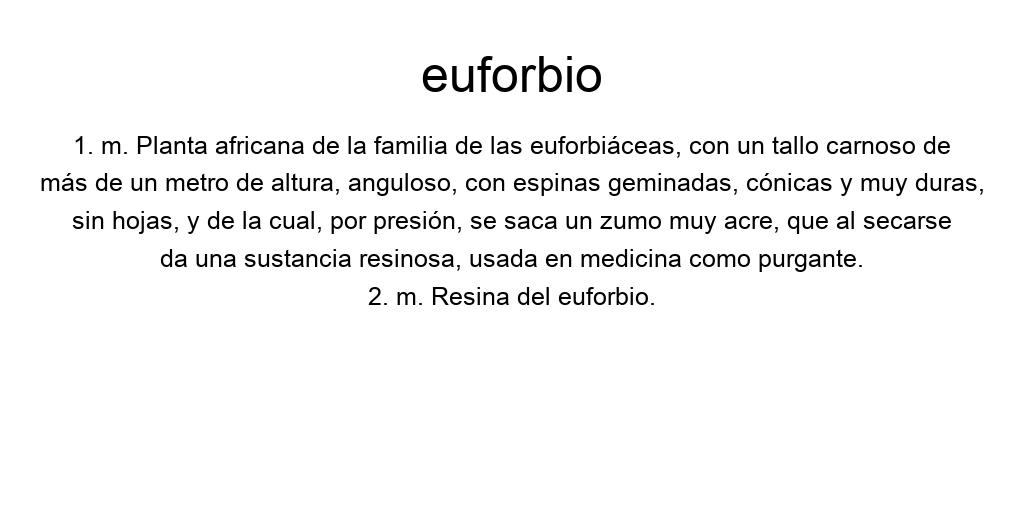 euforbio
1. m. Planta africana de la familia de las euforbiáceas, con un tallo carnoso de
más de un metro de altura, anguloso, con espinas geminadas, cónicas y muy duras,
sin hojas, y de la cual, por presión, se saca un zumo muy acre, que al secarse
da una sustancia resinosa, usada en medicina como purgante.
2. m. Resina del euforbio.